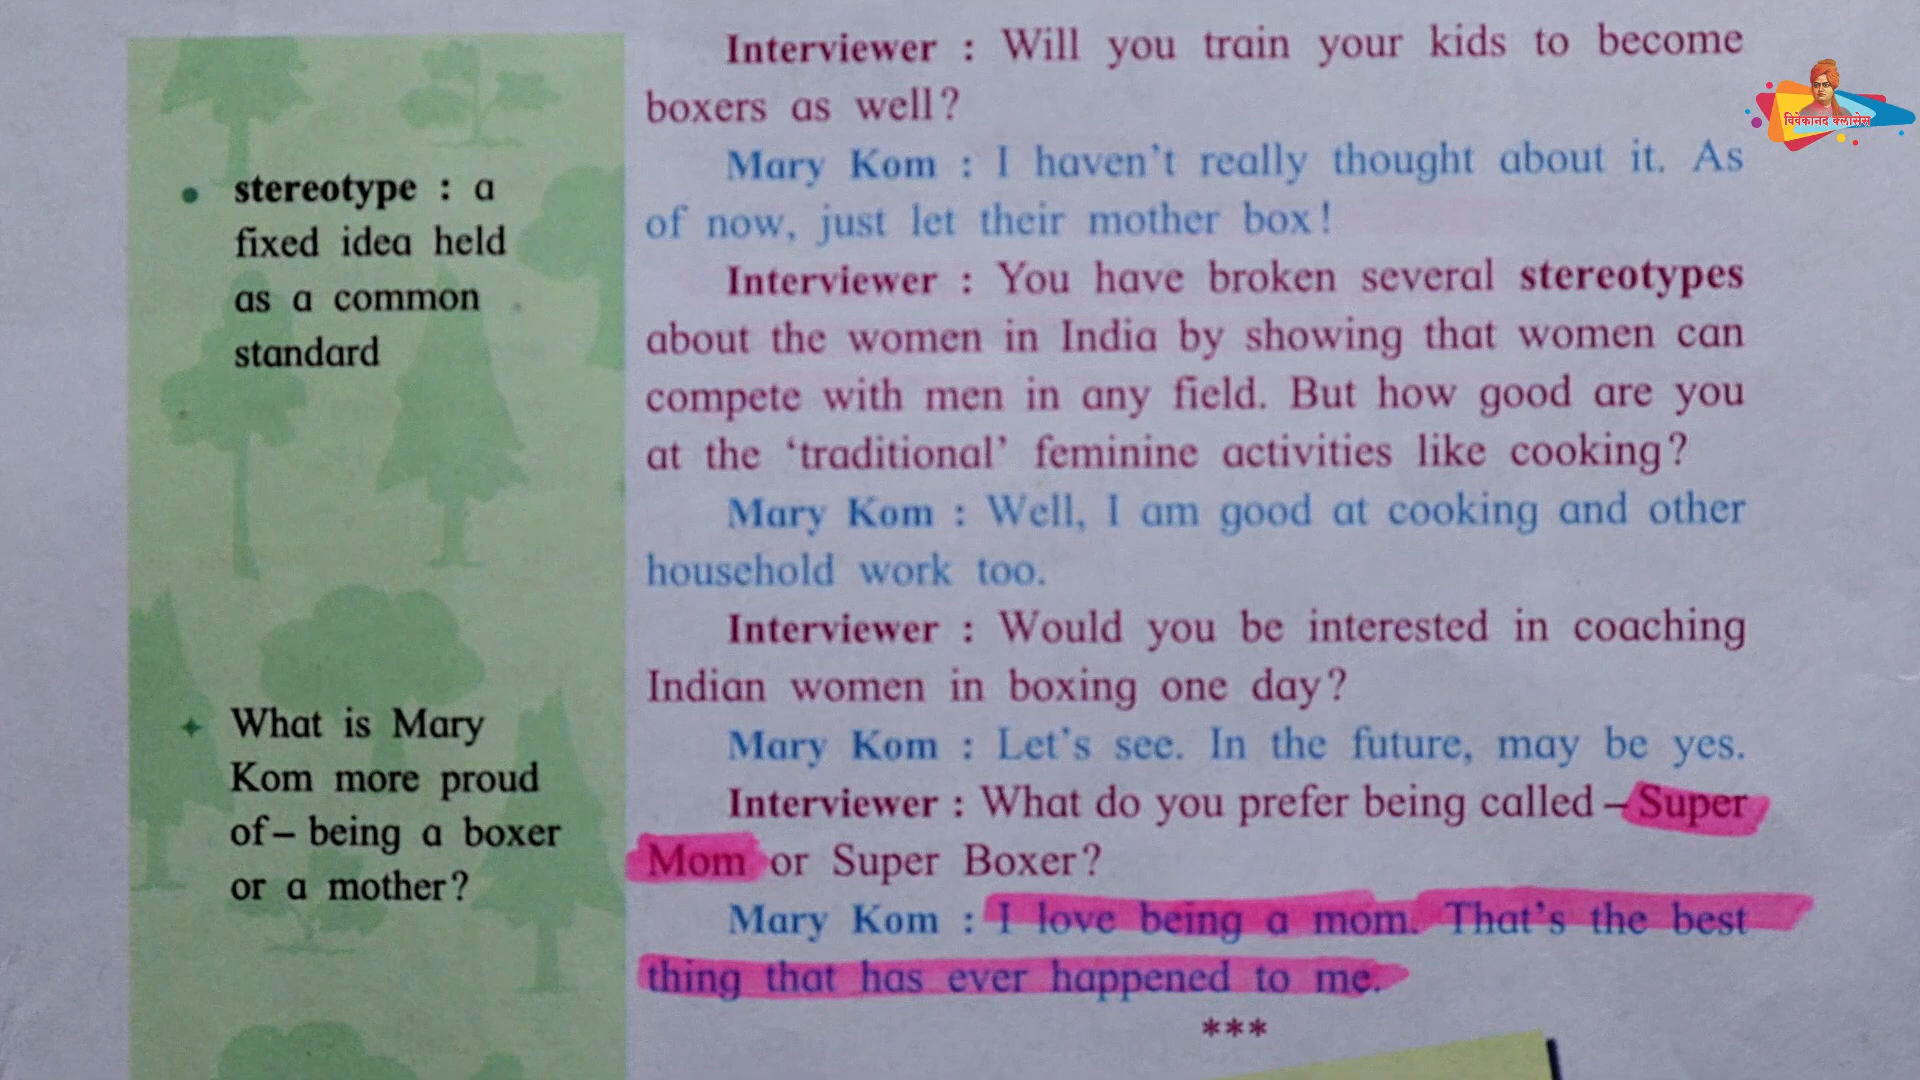 Interviewer : Will you train your kids to become
boxers as well?
Mary Kom : I haven't really thought about it. As
of now, just let their mother box!
Interviewer : You have broken several stereotypes
about the women in India by showing that women can
compete with men in any field. But how good are you
at the ‘traditional’ feminine activities like cooking?
Mary Kom : Well, I am good at cooking and other
household work too.
Interviewer : Would you be interested in coaching
Indian women in boxing one day?
Mary Kom : Let's see. In the future, may be yes.
Interviewer : What do you prefer being called – Super
Mom or Super Boxer?
Mary Kom : I love being a mom. That's the best
thing that has ever happened to me.
***
• stereotype : a
fixed idea held
as a common
standard
✦ What is Mary
Kom more proud
of – being a boxer
or a mother?
विवेकानंद क्लासेस